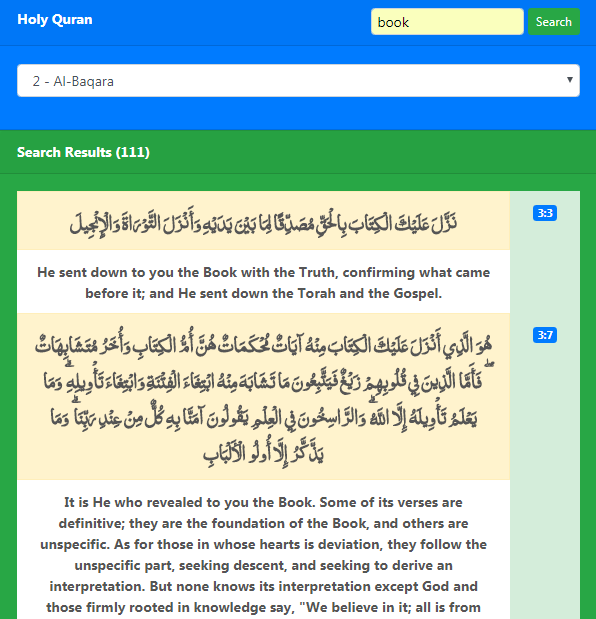 Holy Quran
book
Search
2 - Al-Baqara
Search Results (111)
نَزَّلَ عَلَيْكَ الْكِتَابَ بِالْحَقِّ مُصَدِّقًا لِمَا بَيْنَ يَدَيْهِ وَأَنْزَلَ التَّوْرَاةَ وَالْإِنْجِيلَ
3:3
He sent down to you the Book with the Truth, confirming what came
before it; and He sent down the Torah and the Gospel.
هُوَ الَّذِي أَنْزَلَ عَلَيْكَ الْكِتَابَ مِنْهُ آيَاتٌ مُحْكَمَاتٌ هُنَّ أُمُّ الْكِتَابِ وَأُخَرُ مُتَشَابِهَاتٌ
3:7
ۖ فَأَمَّا الَّذِينَ فِي قُلُوبِهِمْ زَيْغٌ فَيَتَّبِعُونَ مَا تَشَابَهَ مِنْهُ ابْتِغَاءَ الْفِتْنَةِ وَابْتِغَاءَ تَأْوِيلِهِ ۗ وَمَا
يَعْلَمُ تَأْوِيلَهُ إِلَّا اللَّهُ ۗ وَالرَّاسِخُونَ فِي الْعِلْمِ يَقُولُونَ آمَنَّا بِهِ كُلٌّ مِنْ عِنْدِ رَبِّنَا ۗ وَمَا
يَذَّكَّرُ إِلَّا أُولُو الْأَلْبَابِ
It is He who revealed to you the Book. Some of its verses are
definitive; they are the foundation of the Book, and others are
unspecific. As for those in whose hearts is deviation, they follow the
unspecific part, seeking descent, and seeking to derive an
interpretation. But none knows its interpretation except God and
those firmly rooted in knowledge say, "We believe in it; all is from